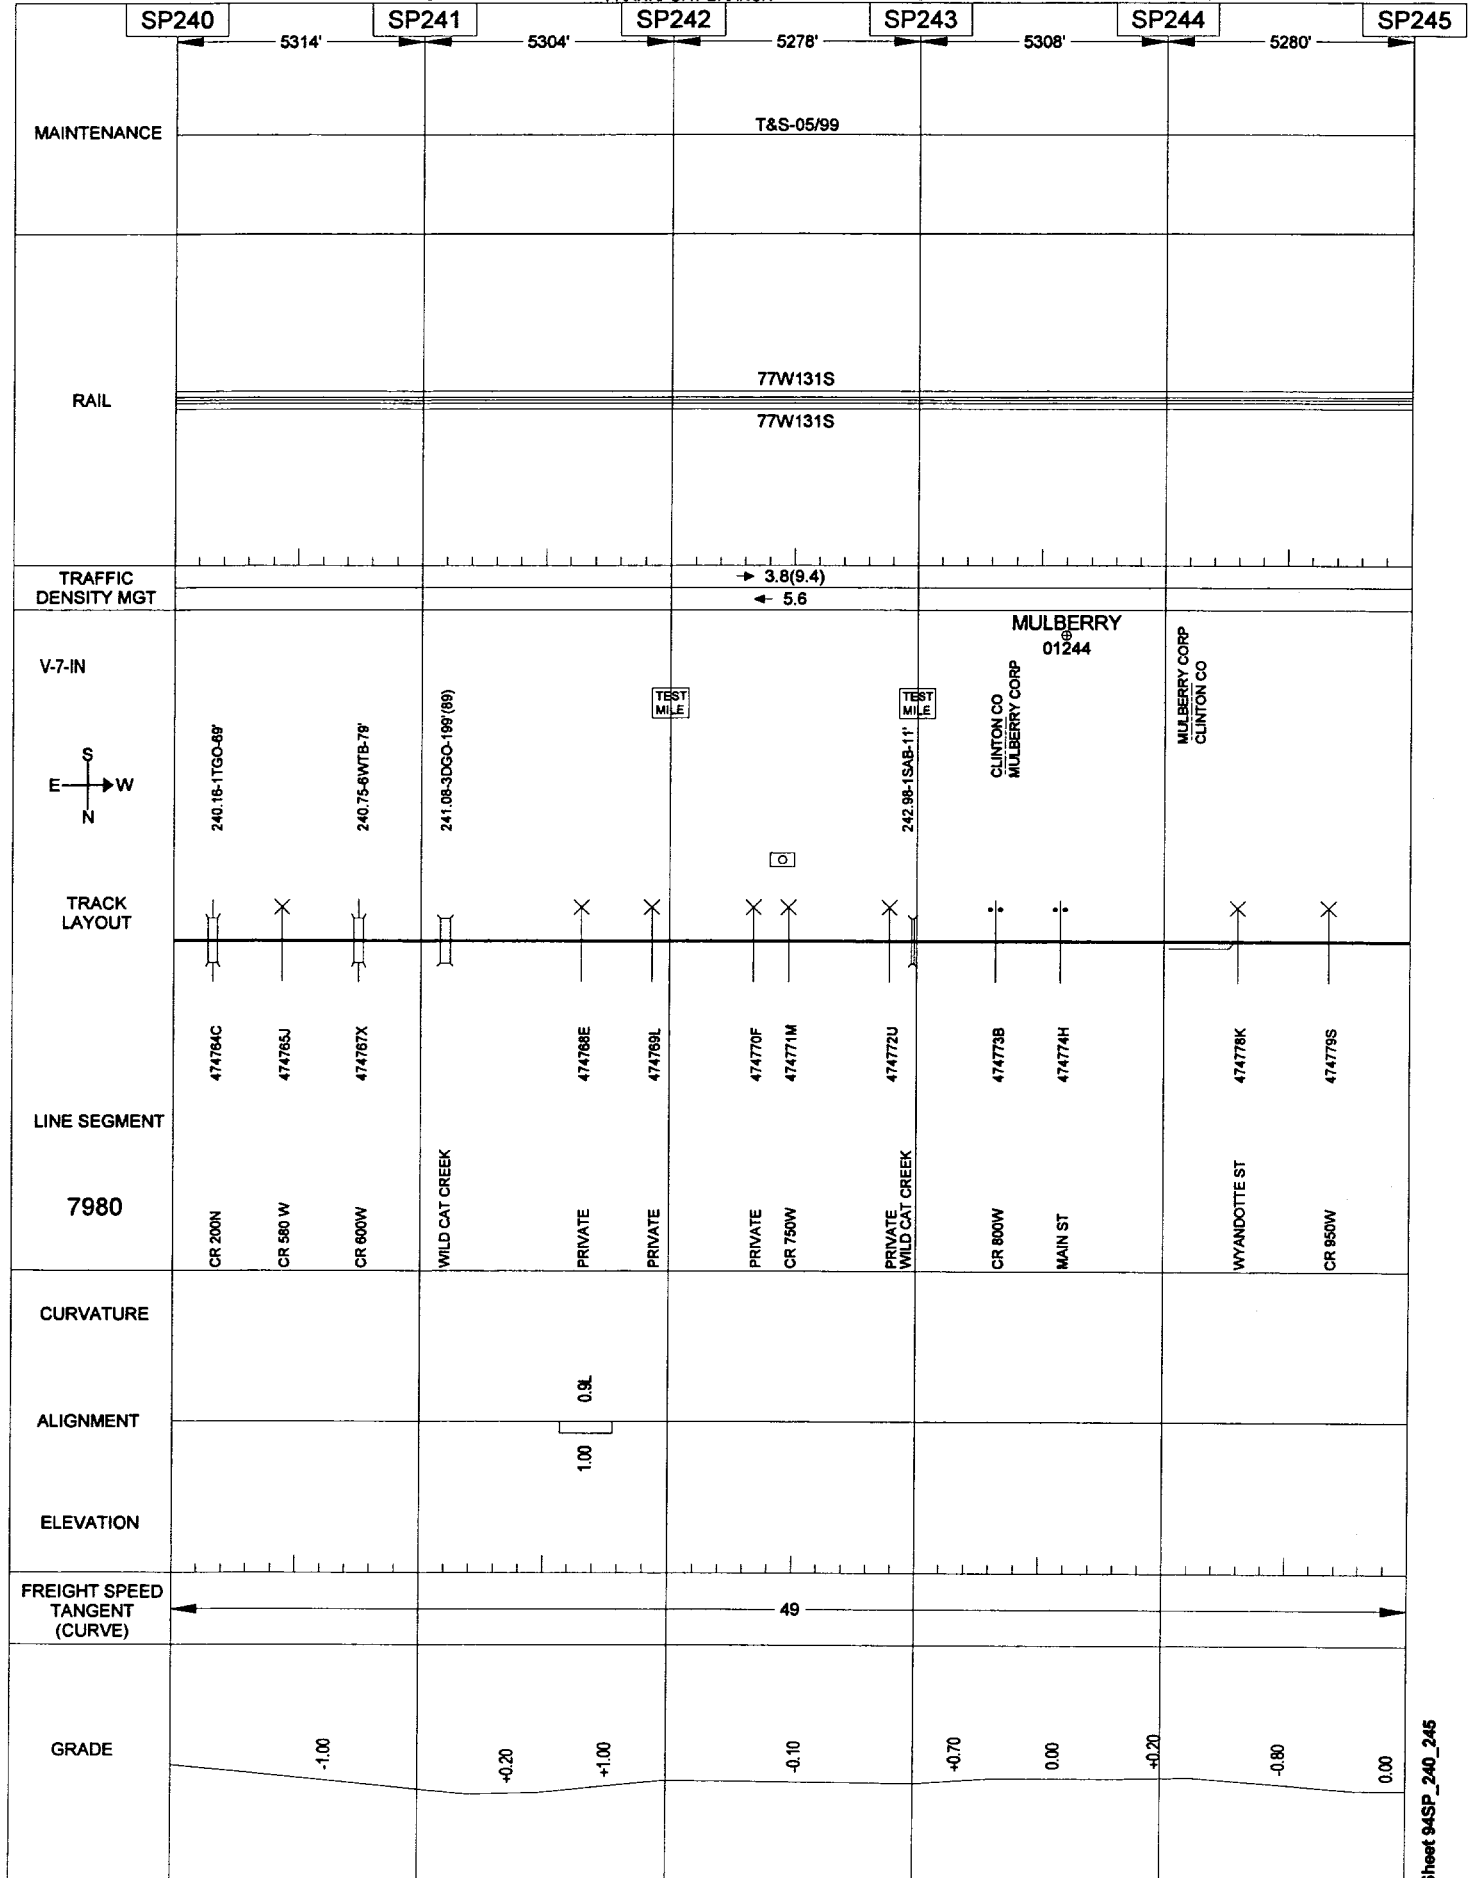 SP240 SP241 SP242 SP243 SP244 SP245
5314' 5304' 5278' 5308' 5280'
MAINTENANCE
T&S-05/99
RAIL
77W131S
77W131S
TRAFFIC
DENSITY MGT
3.8(9.4)
5.6
V-7-IN
S
E W
N
240.16-1TGO-69'
240.75-6WTB-79'
241.08-3DGO-199'(89)
TEST
MILE
TEST
MILE
242.98-1SAB-11'
CLINTON CO
MULBERRY CORP
MULBERRY
01244
MULBERRY CORP
CLINTON CO
TRACK
LAYOUT
474764C
474765J
474767X
474768E
474769L
474770F
474771M
474772U
474773B
474774H
474778K
474779S
LINE SEGMENT
7980
CR 200N
CR 580 W
CR 600W
WILD CAT CREEK
PRIVATE
PRIVATE
PRIVATE
CR 750W
PRIVATE
WILD CAT CREEK
CR 800W
MAIN ST
WYANDOTTE ST
CR 950W
CURVATURE
0.9L
ALIGNMENT
1.00
ELEVATION
FREIGHT SPEED
TANGENT
(CURVE)
49
GRADE
-1.00
+0.20
+1.00
-0.10
+0.70
0.00
+0.20
-0.80
0.00
Sheet 94SP_240_245